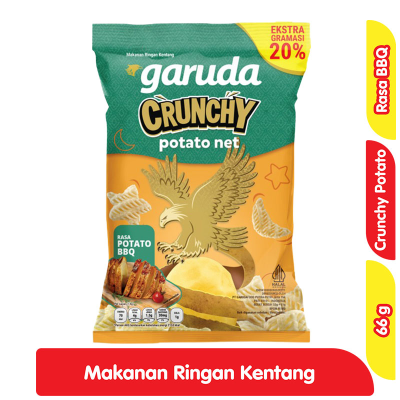 Makanan Ringan Kentang
EKSTRA
GRAMASI
20%
garuda
CRUNCHY
potato net
RASA
POTATO
BBQ
HALAL
Rasa BBQ
Crunchy Potato
66 g
Makanan Ringan Kentang